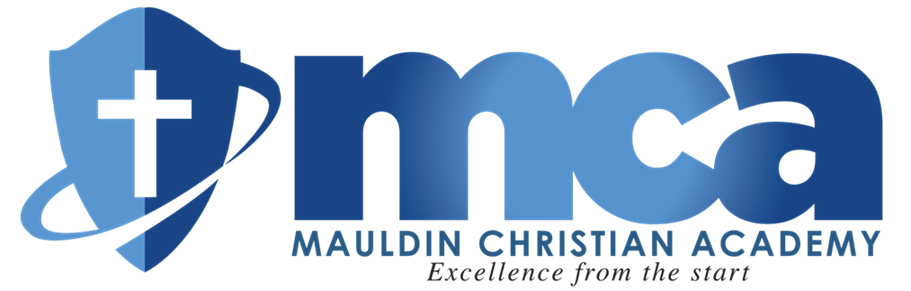 mca
MAULDIN CHRISTIAN ACADEMY
Excellence from the start